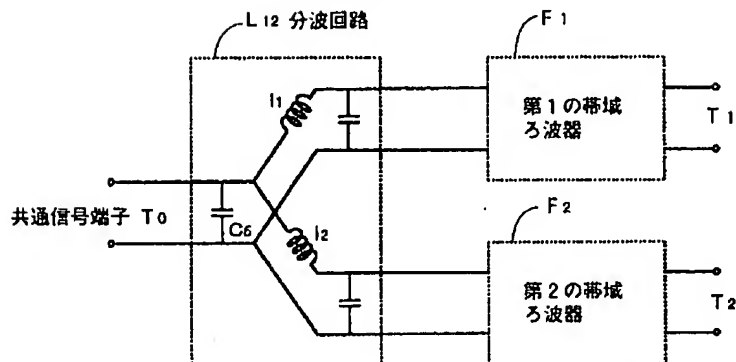 L12 分波回路
F1
l1
第1の帯域
ろ波器
T1
共通信号端子 T0
C6
F2
l2
第2の帯域
ろ波器
T2